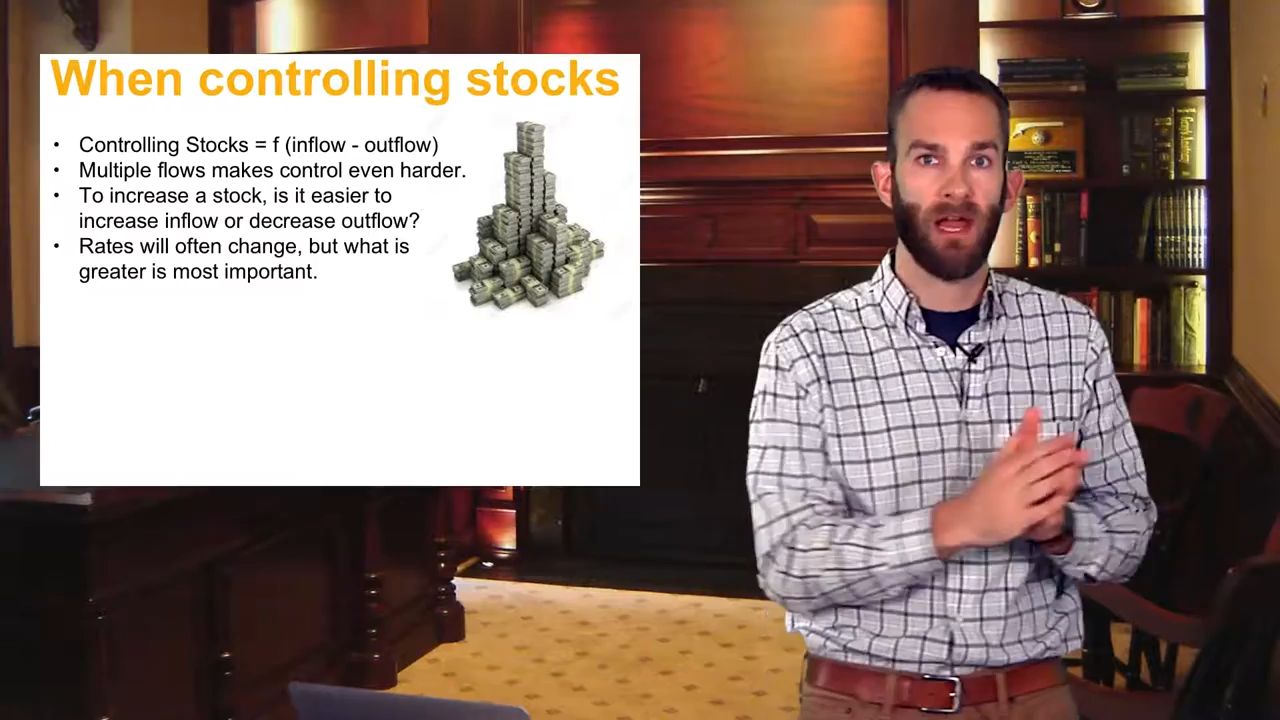 When controlling stocks
• Controlling Stocks = f (inflow - outflow)
• Multiple flows makes control even harder.
• To increase a stock, is it easier to
increase inflow or decrease outflow?
• Rates will often change, but what is
greater is most important.